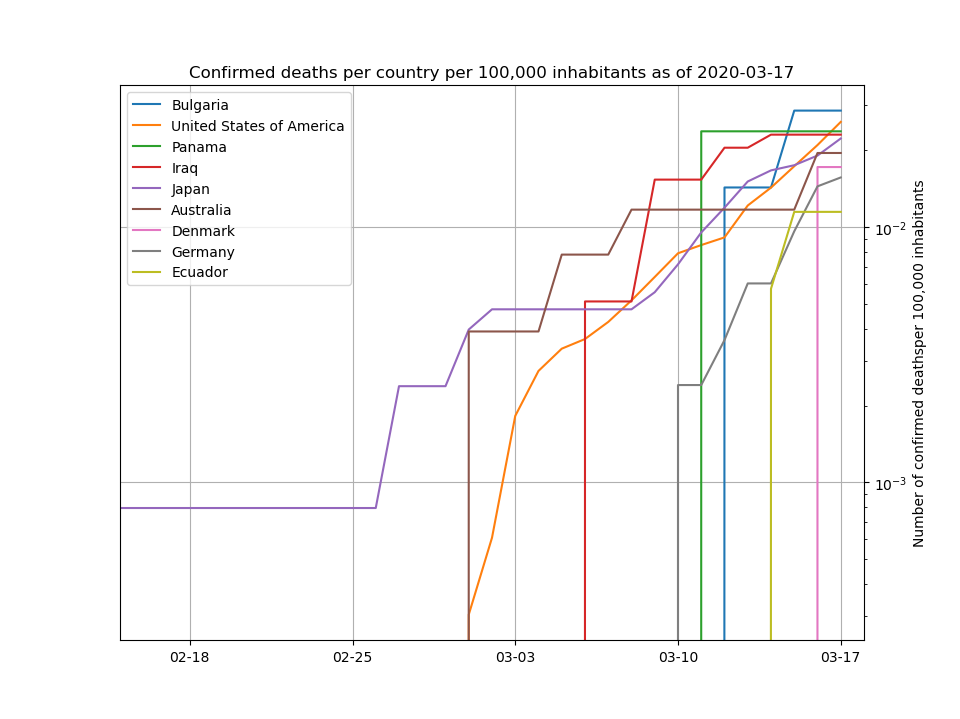 Confirmed deaths per country per 100,000 inhabitants as of 2020-03-17
Bulgaria
United States of America
Panama
Iraq
Japan
Australia
Denmark
Germany
Ecuador
10⁻²
10⁻³
Number of confirmed deathsper 100,000 inhabitants
02-18
02-25
03-03
03-10
03-17